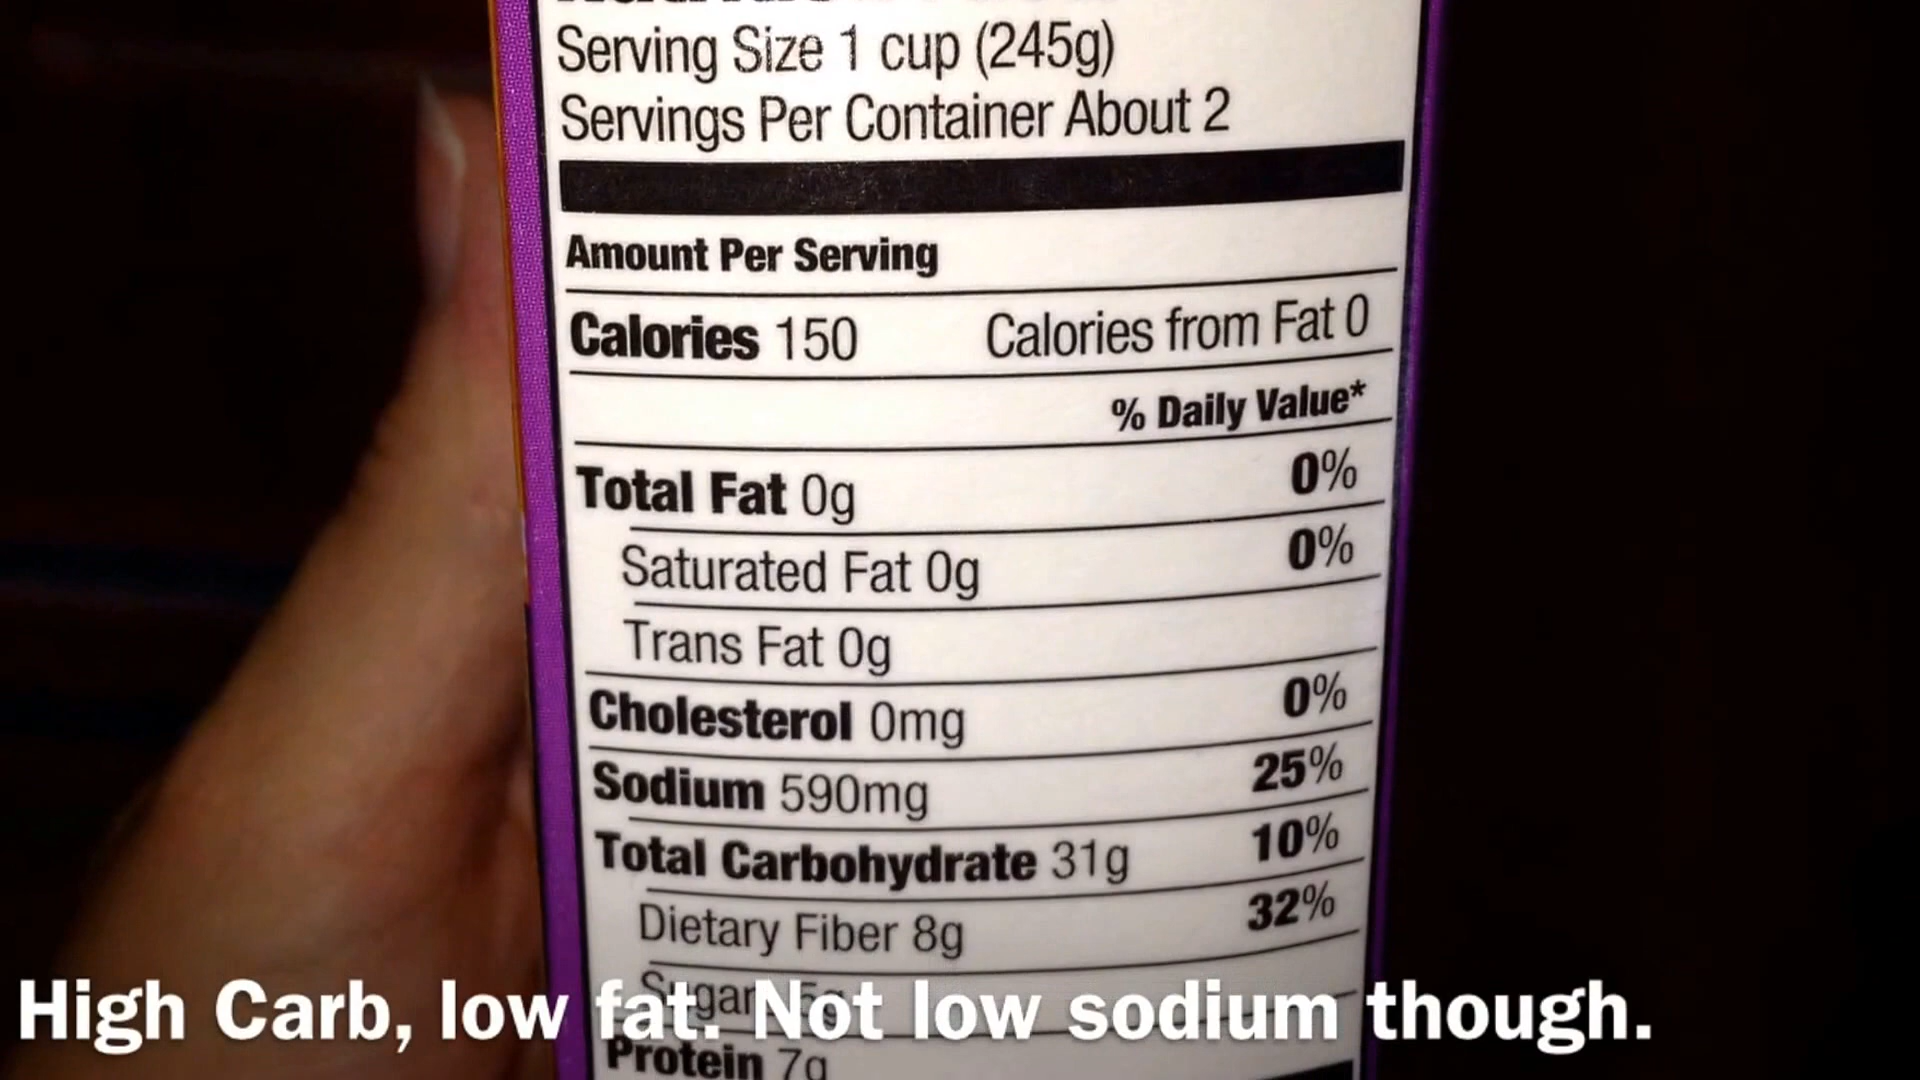 Serving Size 1 cup (245g)
Servings Per Container About 2
Amount Per Serving
Calories 150 Calories from Fat 0
% Daily Value*
Total Fat 0g 0%
Saturated Fat 0g 0%
Trans Fat 0g
Cholesterol 0mg 0%
Sodium 590mg 25%
Total Carbohydrate 31g 10%
Dietary Fiber 8g 32%
Sugars 5g
High Carb, low fat. Not low sodium though.
Protein 7g